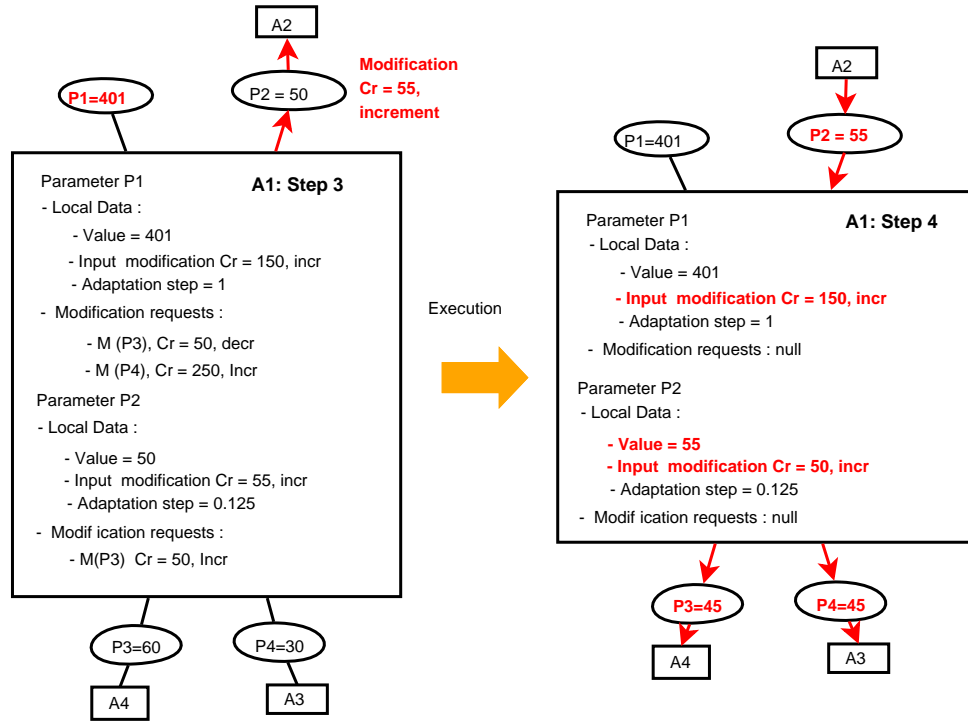 A2
Modification
Cr = 55,
increment
P1=401
P2 = 50
A1: Step 3
Parameter P1
- Local Data :
- Value = 401
- Input modification Cr = 150, incr
- Adaptation step = 1
- Modification requests :
- M (P3), Cr = 50, decr
- M (P4), Cr = 250, Incr
Parameter P2
- Local Data :
- Value = 50
- Input modification Cr = 55, incr
- Adaptation step = 0.125
- Modif ication requests :
- M(P3) Cr = 50, Incr
P3=60
P4=30
A4
A3
Execution
A2
P1=401
P2 = 55
A1: Step 4
Parameter P1
- Local Data :
- Value = 401
- Input modification Cr = 150, incr
- Adaptation step = 1
- Modification requests : null
Parameter P2
- Local Data :
- Value = 55
- Input modification Cr = 50, incr
- Adaptation step = 0.125
- Modif ication requests : null
P3=45
P4=45
A4
A3